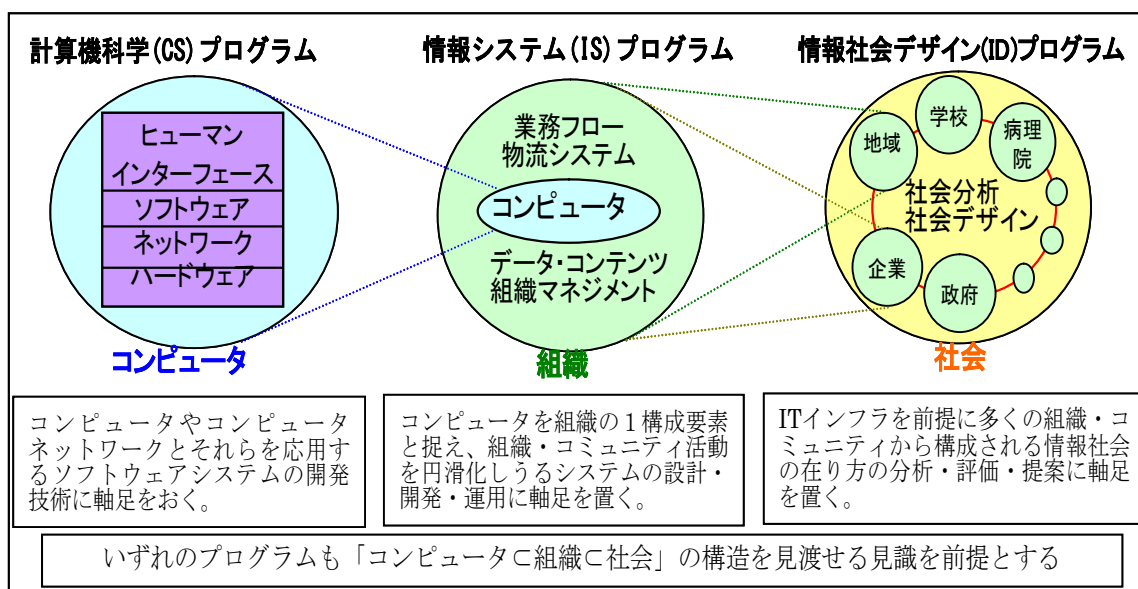 計算機科学(CS)プログラム
ヒューマン
インターフェース
ソフトウェア
ネットワーク
ハードウェア
コンピュータ
コンピュータやコンピュータ
ネットワークとそれらを応用す
るソフトウェアシステムの開発
技術に軸足をおく。
情報システム(IS)プログラム
業務フロー
物流システム
コンピュータ
データ・コンテンツ
組織マネジメント
組織
コンピュータを組織の1構成要素
と捉え、組織・コミュニティ活動
を円滑化しうるシステムの設計・
開発・運用に軸足を置く。
情報社会デザイン(ID)プログラム
学校
地域
病理
院
社会分析
社会デザイン
企業
政府
社会
ITインフラを前提に多くの組織・コ
ミュニティから構成される情報社会
の在り方の分析・評価・提案に軸足
を置く。
いずれのプログラムも「コンピュータ⊂組織⊂社会」の構造を見渡せる見識を前提とする